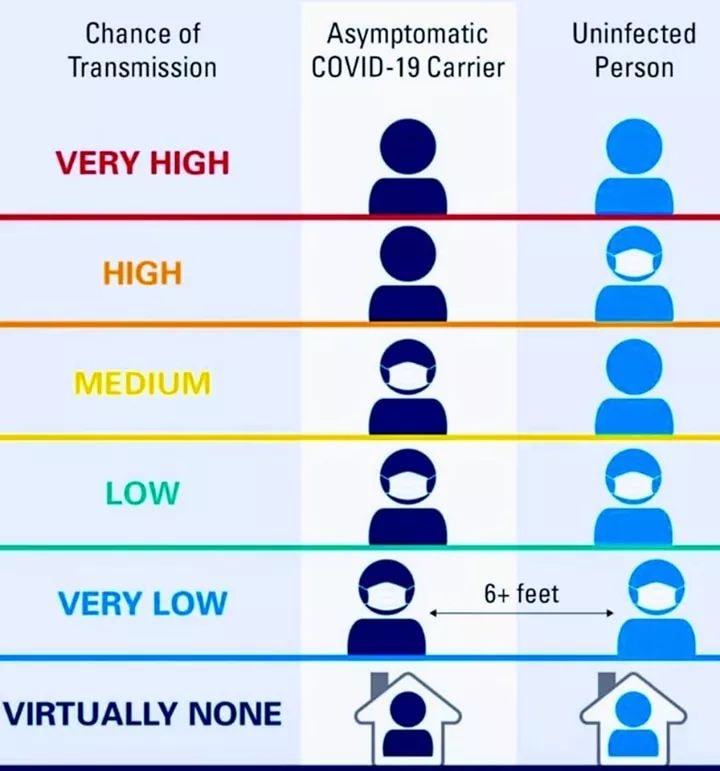 Chance of
Transmission
Asymptomatic
COVID-19 Carrier
Uninfected
Person
VERY HIGH
HIGH
MEDIUM
LOW
VERY LOW
6+ feet
VIRTUALLY NONE